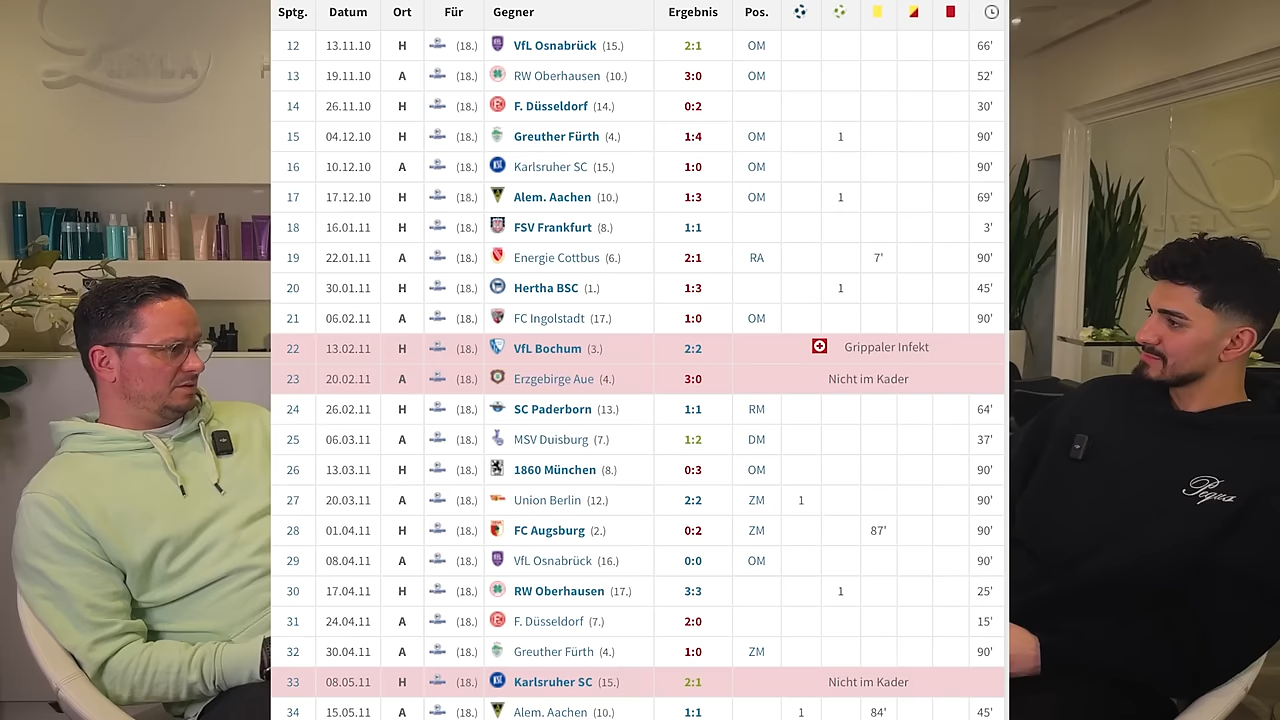 Sptg. Datum Ort Für Gegner Ergebnis Pos.
12 13.11.10 H (18.) VfL Osnabrück (15.) 2:1 OM 66'
13 19.11.10 A (18.) RW Oberhausen (10.) 3:0 OM 52'
14 26.11.10 H (18.) F. Düsseldorf (14.) 0:2 30'
15 04.12.10 H (18.) Greuther Fürth (4.) 1:4 OM 1 90'
16 10.12.10 A (18.) Karlsruher SC (15.) 1:0 OM 90'
17 17.12.10 H (18.) Alem. Aachen (10.) 1:3 OM 1 69'
18 16.01.11 H (18.) FSV Frankfurt (8.) 1:1 3'
19 22.01.11 A (18.) Energie Cottbus (6.) 2:1 RA 7' 90'
20 30.01.11 H (18.) Hertha BSC (1.) 1:3 OM 1 45'
21 06.02.11 A (18.) FC Ingolstadt (17.) 1:0 OM 90'
22 13.02.11 H (18.) VfL Bochum (3.) 2:2 Grippaler Infekt
23 20.02.11 A (18.) Erzgebirge Aue (4.) 3:0 Nicht im Kader
24 26.02.11 H (18.) SC Paderborn (13.) 1:1 RM 64'
25 06.03.11 A (18.) MSV Duisburg (7.) 1:2 DM 37'
26 13.03.11 H (18.) 1860 München (8.) 0:3 OM 90'
27 20.03.11 A (18.) Union Berlin (12.) 2:2 ZM 1 90'
28 01.04.11 H (18.) FC Augsburg (2.) 0:2 ZM 87' 90'
29 08.04.11 A (18.) VfL Osnabrück (16.) 0:0 OM 90'
30 17.04.11 H (18.) RW Oberhausen (17.) 3:3 1 25'
31 24.04.11 A (18.) F. Düsseldorf (7.) 2:0 15'
32 30.04.11 A (18.) Greuther Fürth (4.) 1:0 ZM 90'
33 08.05.11 H (18.) Karlsruher SC (15.) 2:1 Nicht im Kader
34 15.05.11 A (18.) Alem. Aachen (10.) 1:1 1 84' 45'
Pegus